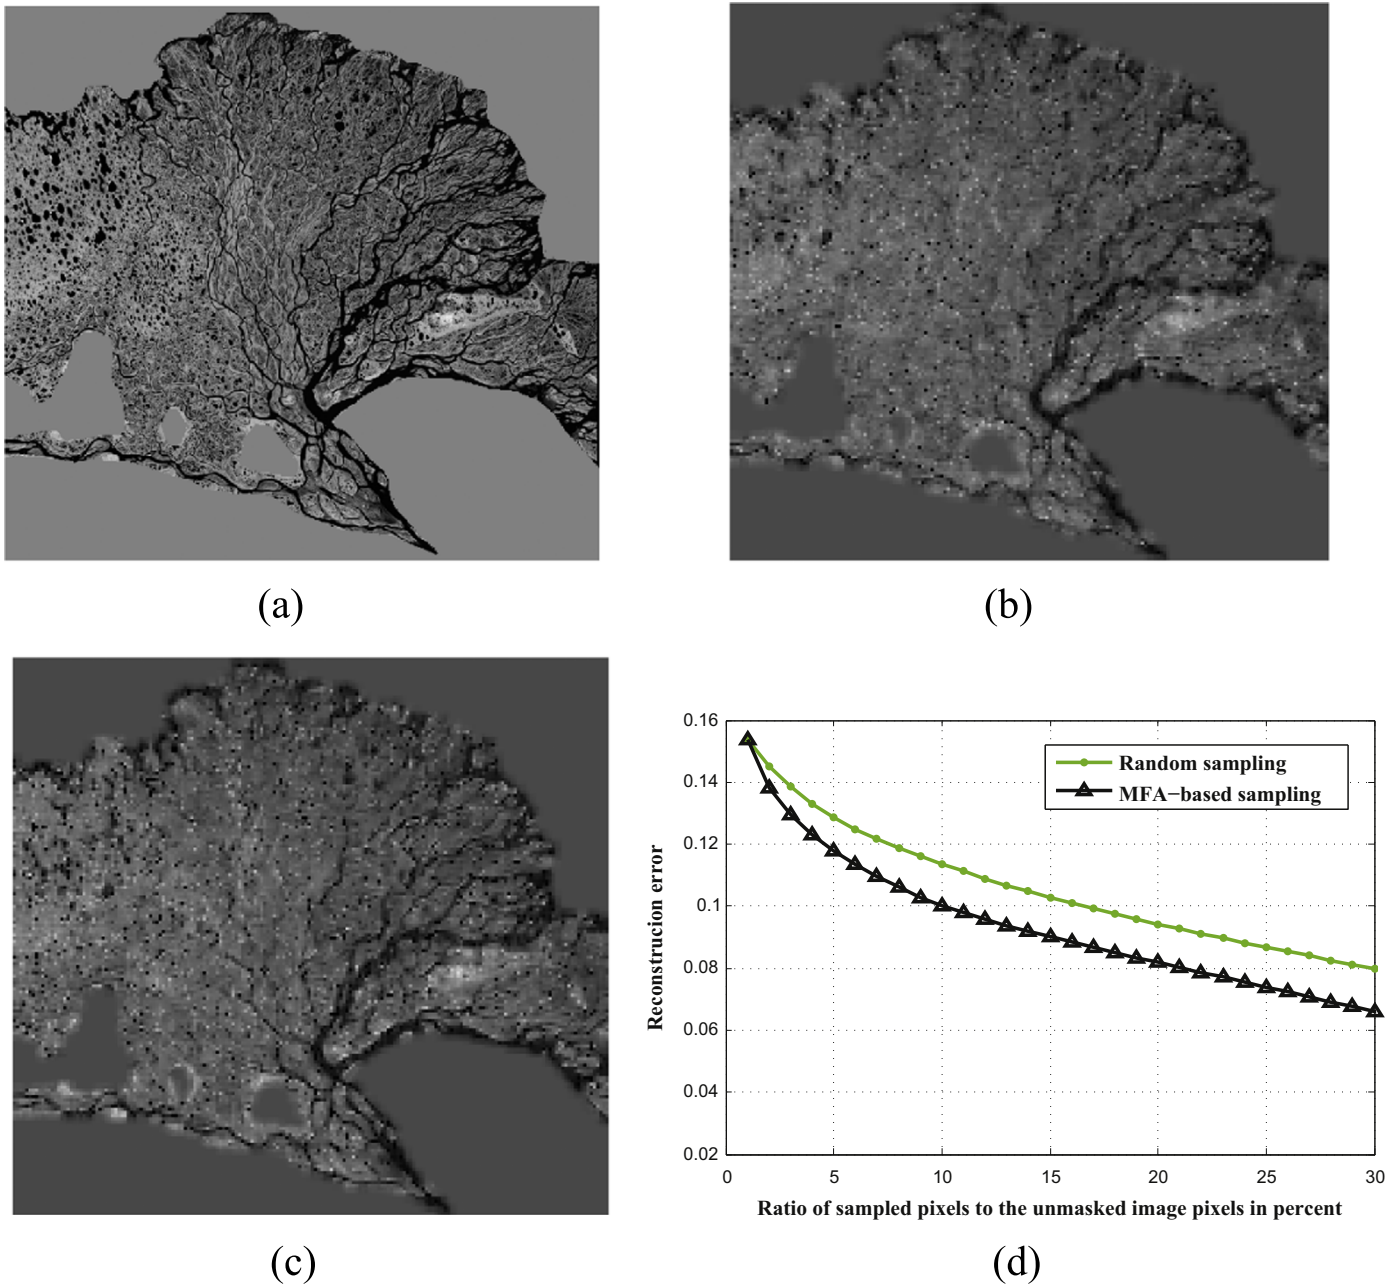 (a)
(b)
(c)
0.16
0.14
0.12
0.1
0.08
0.06
0.04
0.02
0
5
10
15
20
25
30
Reconstrucion error
Random sampling
MFA−based sampling
Ratio of sampled pixels to the unmasked image pixels in percent
(d)